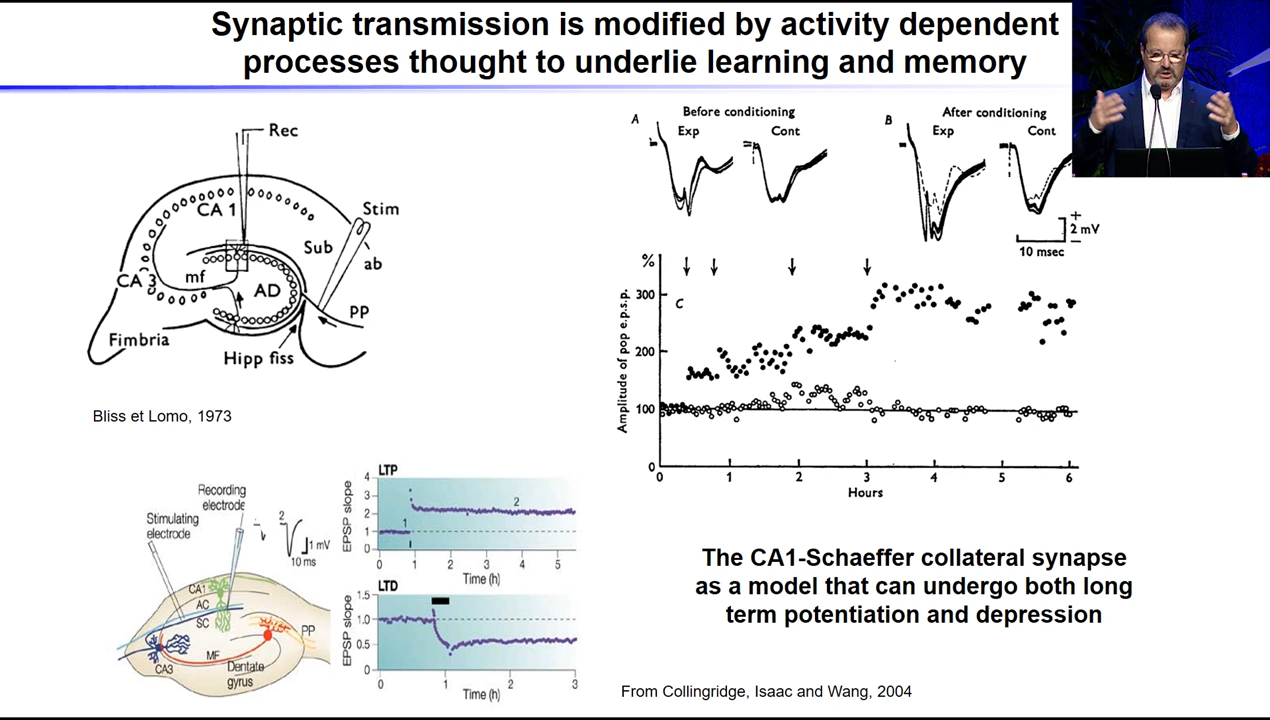 Synaptic transmission is modified by activity dependent
processes thought to underlie learning and memory
Rec
CA 1
Stim
Sub
ab
CA 3
mf
AD
PP
Fimbria
Hipp fiss
Bliss et Lomo, 1973
A
Before conditioning
Exp
Cont
B
After conditioning
Exp
Cont
+
2 mV
−
10 msec
%
300
200
100
0
C
Amplitude of pop e.p.s.p.
0 1 2 3 4 5 6
Hours
Recording
electrode
Stimulating
electrode
2
1 mV
10 ms
CA1
AC
SC
PP
MF
CA3
Dentate
gyrus
LTP
EPSP slope
4
3
2
1
0
1
2
0 1 2 3 4 5
Time (h)
LTD
EPSP slope
1.5
1.0
0.5
0
0 1 2 3
Time (h)
The CA1-Schaeffer collateral synapse
as a model that can undergo both long
term potentiation and depression
From Collingridge, Isaac and Wang, 2004